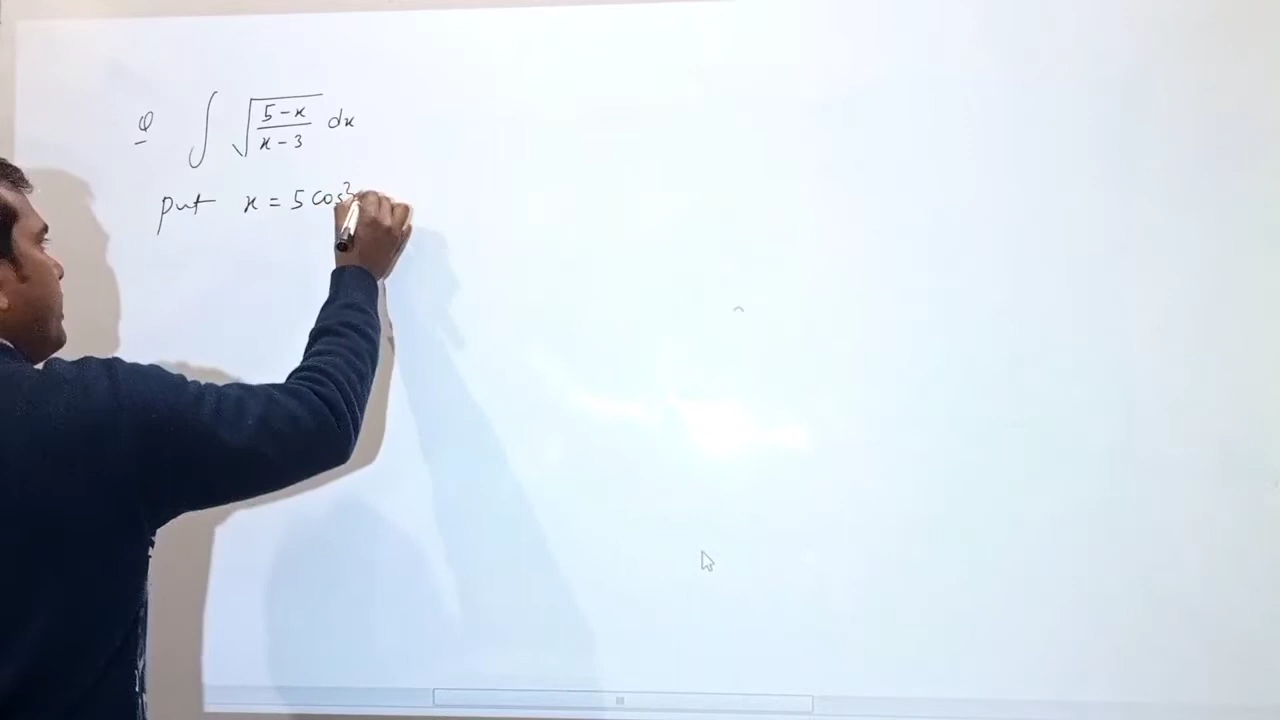 Q ∫ √((5-x)/(x-3)) dx
Put x = 5 cos²